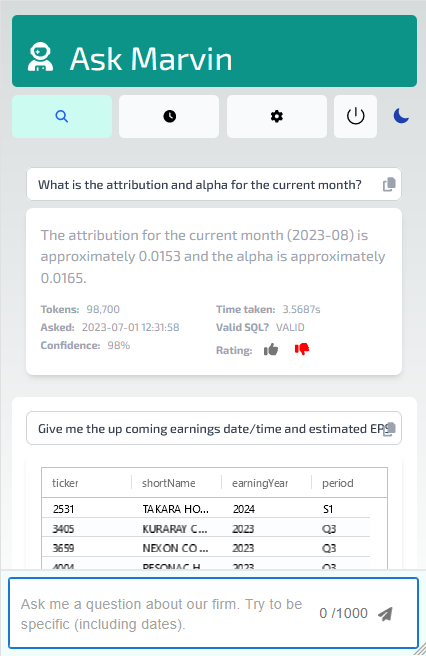 Ask Marvin
What is the attribution and alpha for the current month?
The attribution for the current month (2023-08) is
approximately 0.0153 and the alpha is approximately
0.0165.
Tokens: 98,700 Time taken: 3.5687s
Asked: 2023-07-01 12:31:58 Valid SQL? VALID
Confidence: 98% Rating:
Give me the up coming earnings date/time and estimated EPS
ticker shortName earningYear period
2531 TAKARA HO... 2024 S1
3405 KURARAY C... 2023 Q3
3659 NEXON CO ... 2023 Q3
4004 RESONAC H... 2023 Q3
Ask me a question about our firm. Try to be
specific (including dates).
0 /1000